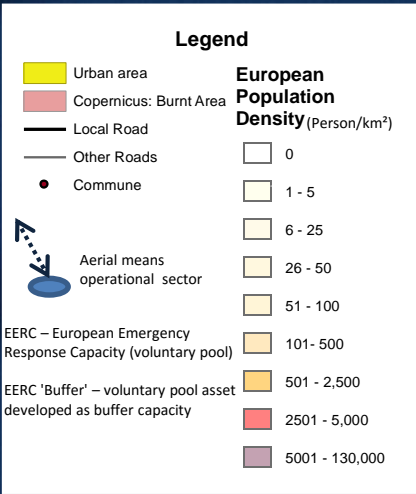 Legend
Urban area
Copernicus: Burnt Area
Local Road
Other Roads
Commune
Aerial means
operational sector
EERC – European Emergency
Response Capacity (voluntary pool)
EERC 'Buffer' – voluntary pool asset
developed as buffer capacity
European
Population
Density (Person/km²)
0
1 - 5
6 - 25
26 - 50
51 - 100
101- 500
501 - 2,500
2501 - 5,000
5001 - 130,000